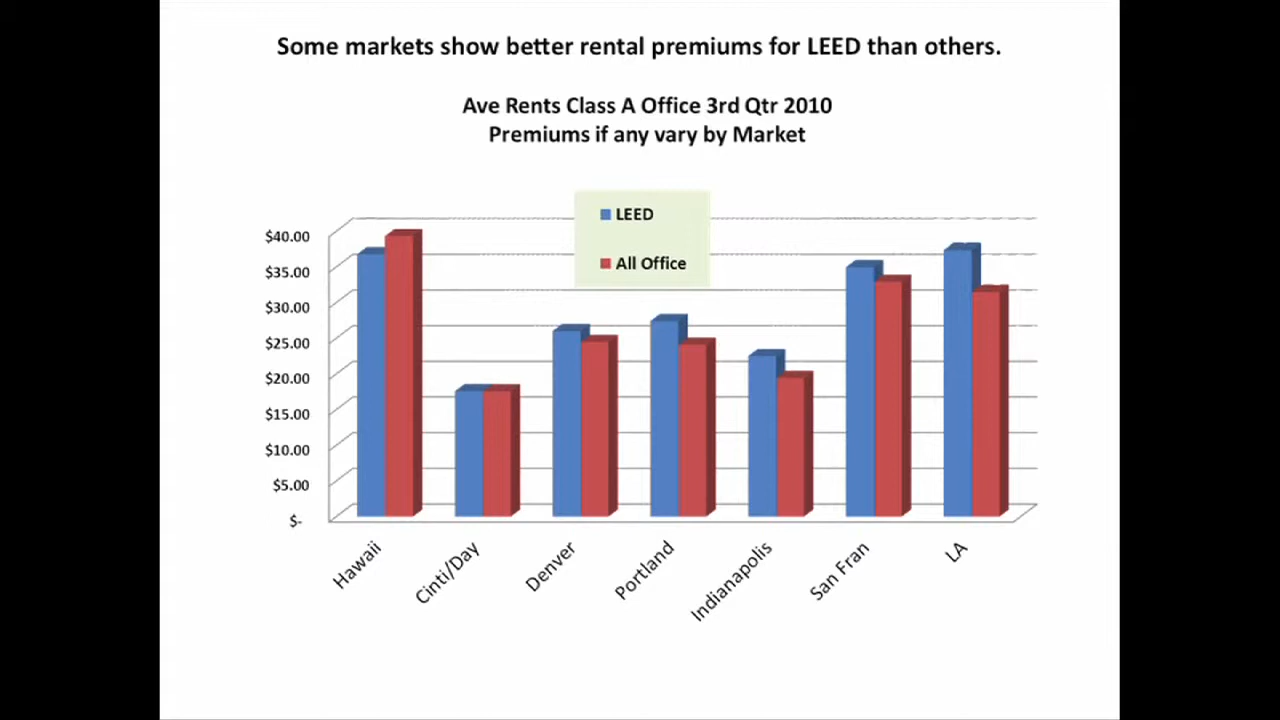 Some markets show better rental premiums for LEED than others.
Ave Rents Class A Office 3rd Qtr 2010
Premiums if any vary by Market
LEED
All Office
$40.00
$35.00
$30.00
$25.00
$20.00
$15.00
$10.00
$5.00
$-
Hawaii
Cinti/Day
Denver
Portland
Indianapolis
San Fran
LA